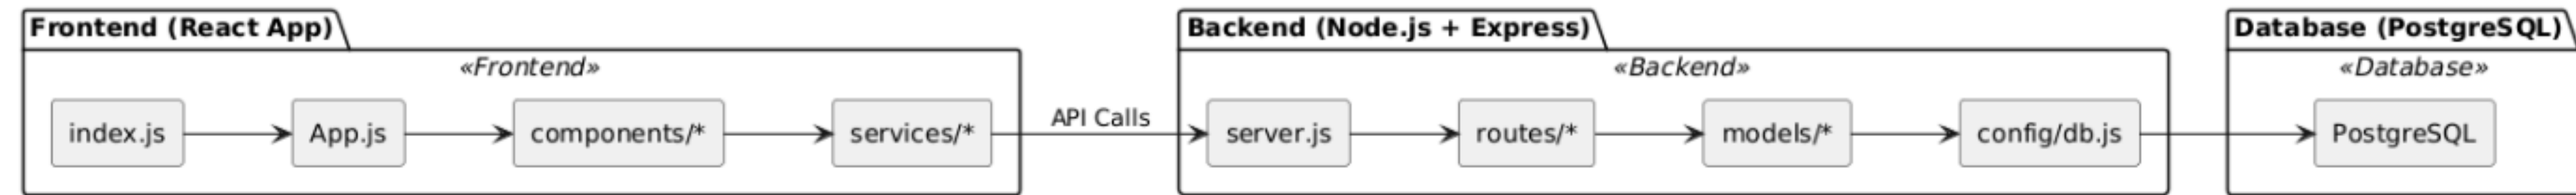 Frontend (React App)
«Frontend»
index.js
App.js
components/*
services/*
API Calls
Backend (Node.js + Express)
«Backend»
server.js
routes/*
models/*
config/db.js
Database (PostgreSQL)
«Database»
PostgreSQL